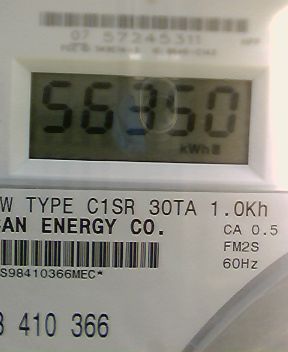 07 57245311
56350
kWh
W TYPE C1SR 30TA 1.0Kh
CAN ENERGY CO.
CA 0.5
FM2S
60Hz
S98410366MEC*
8 410 366